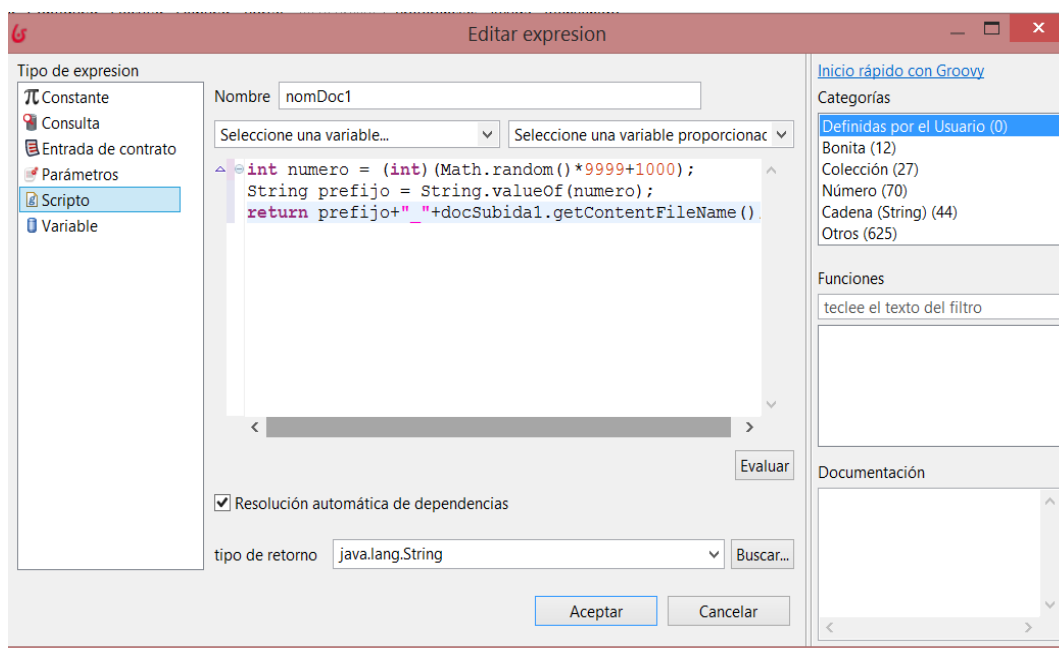 Editar expresion
Tipo de expresion
Constante
Consulta
Entrada de contrato
Parámetros
Scripto
Variable
Nombre nomDoc1
Seleccione una variable... Seleccione una variable proporcionac
int numero = (int)(Math.random()*9999+1000);
String prefijo = String.valueOf(numero);
return prefijo+"_"+docSubida1.getContentFileName()
Evaluar
Resolución automática de dependencias
tipo de retorno java.lang.String Buscar...
Aceptar Cancelar
Inicio rápido con Groovy
Categorías
Definidas por el Usuario (0)
Bonita (12)
Colección (27)
Número (70)
Cadena (String) (44)
Otros (625)
Funciones
teclee el texto del filtro
Documentación